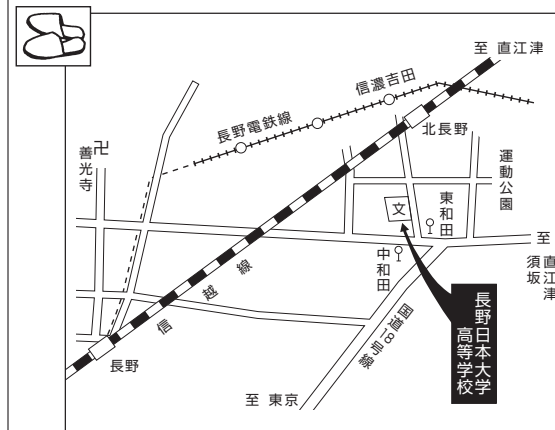 至 直江津
信濃吉田
長野電鉄線
北長野
卍
善光寺
運動公園
文
東和田
至
直江津
須坂
中和田
信越線
国道18号線
長野日本大学
高等学校
長野
至 東京